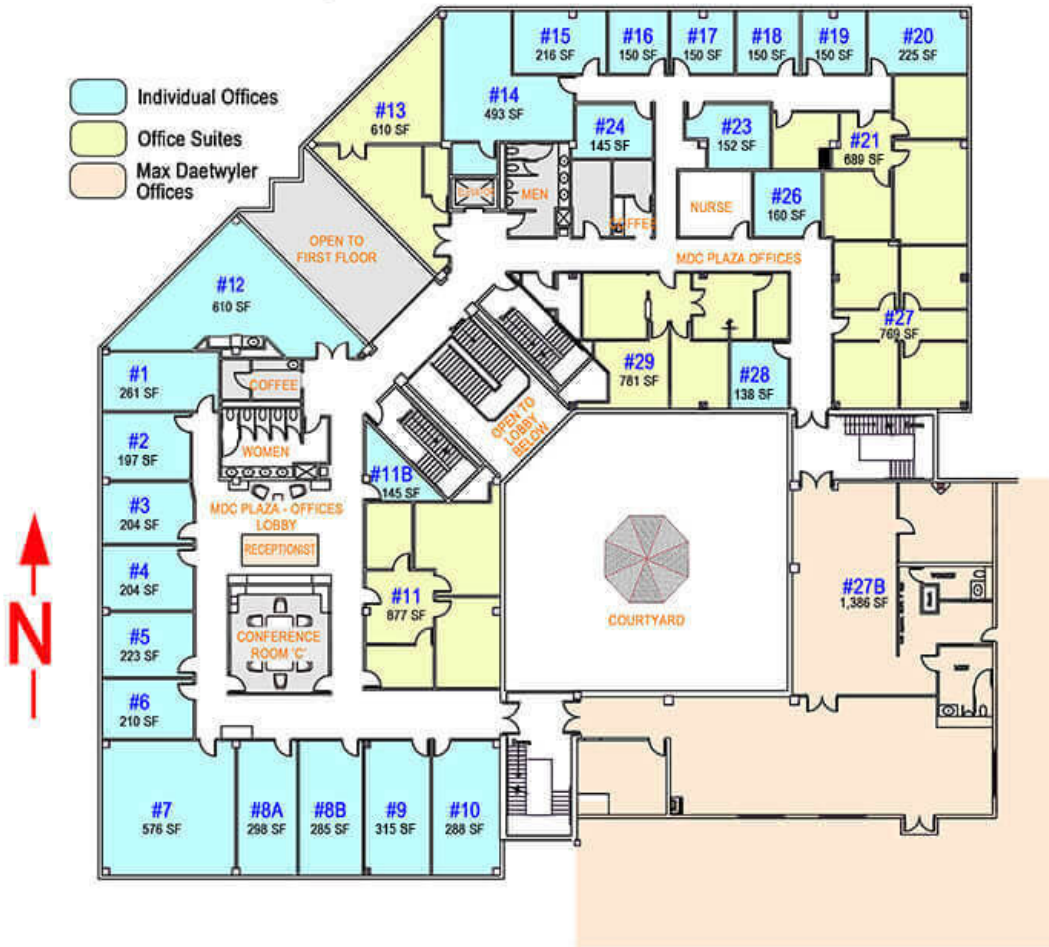 Individual Offices
Office Suites
Max Daetwyler
Offices
#15
216 SF
#16
150 SF
#17
150 SF
#18
150 SF
#19
150 SF
#20
225 SF
#13
610 SF
#14
493 SF
#24
145 SF
#23
152 SF
#21
689 SF
MEN
COFFEE
NURSE
#26
160 SF
OPEN TO
FIRST FLOOR
MDC PLAZA OFFICES
#12
610 SF
#27
769 SF
#29
781 SF
#28
138 SF
#1
261 SF
COFFEE
OPEN TO
LOBBY
BELOW
#2
197 SF
WOMEN
#11B
145 SF
#3
204 SF
MDC PLAZA - OFFICES
LOBBY
RECEPTIONIST
#4
204 SF
#11
877 SF
#27B
1,386 SF
COURTYARD
#5
223 SF
CONFERENCE
ROOM 'C'
#6
210 SF
N
#7
576 SF
#8A
298 SF
#8B
285 SF
#9
315 SF
#10
288 SF